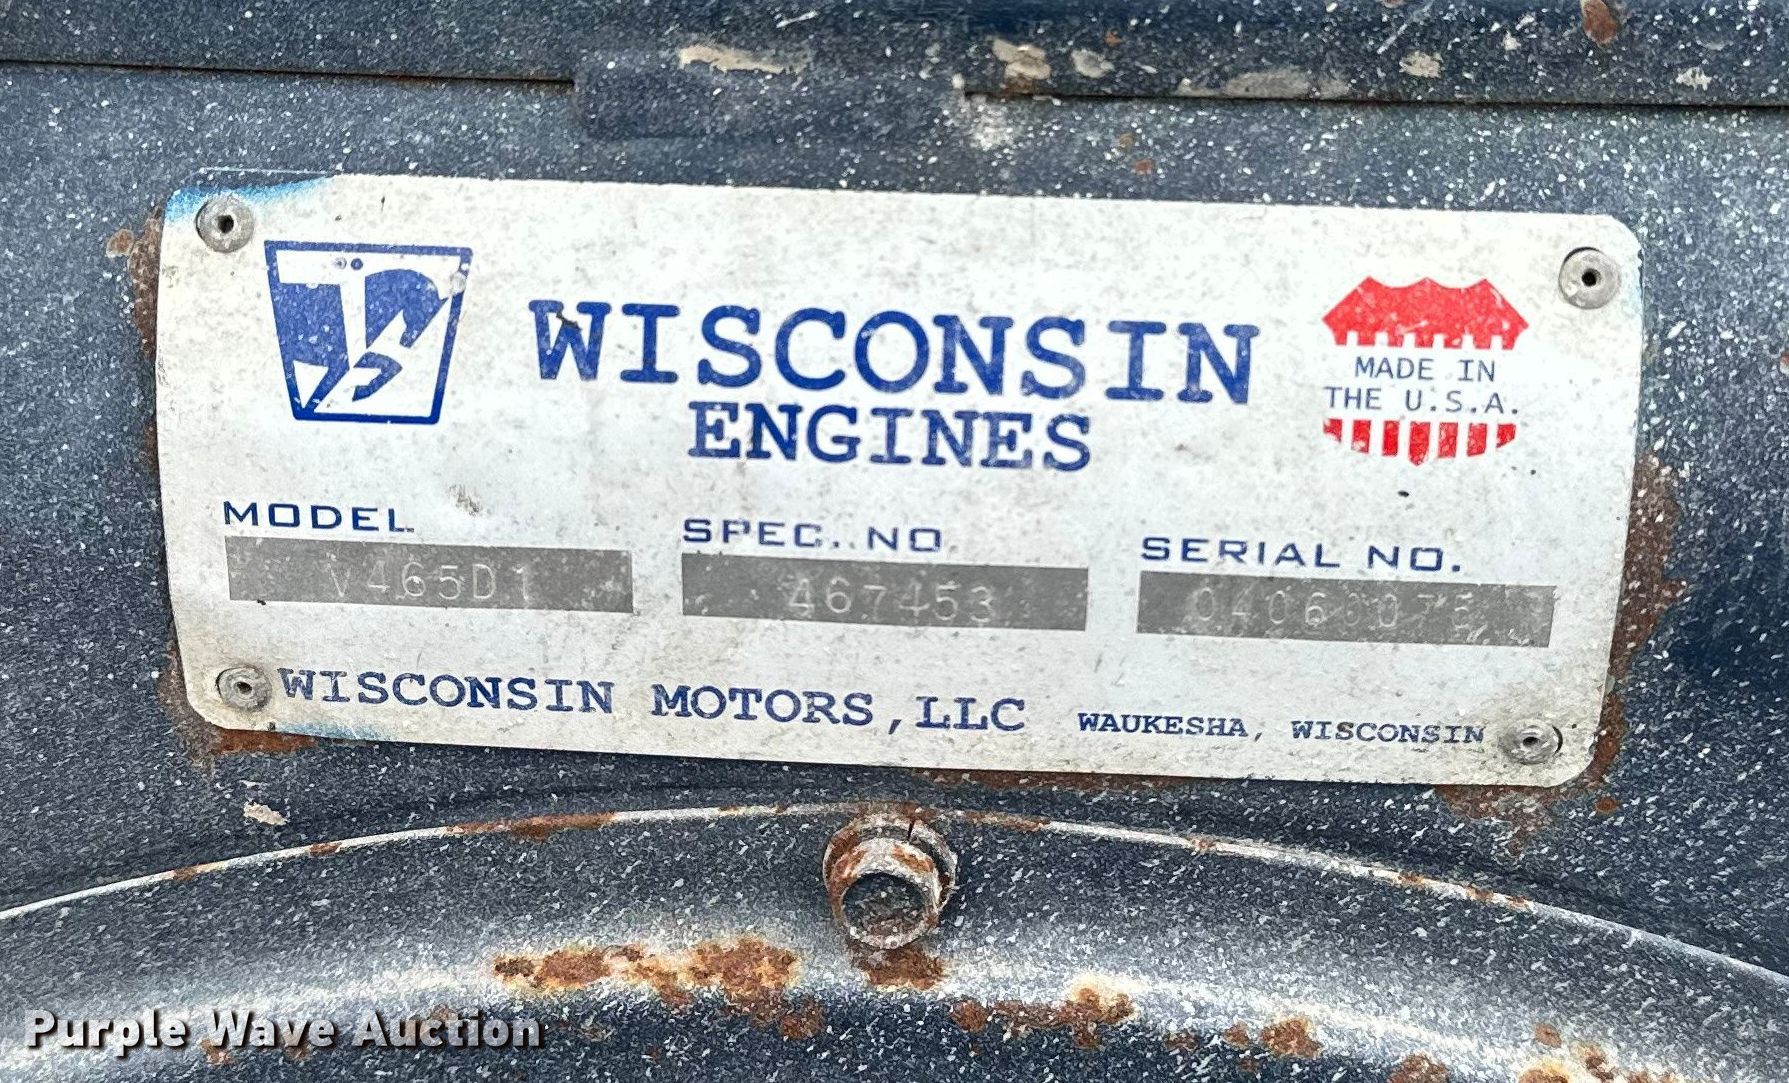 WISCONSIN
ENGINES
MADE IN
THE U.S.A.
MODEL
SPEC. NO
SERIAL NO.
V465D1
467453
WISCONSIN MOTORS, LLC WAUKESHA, WISCONSIN
Purple Wave Auction